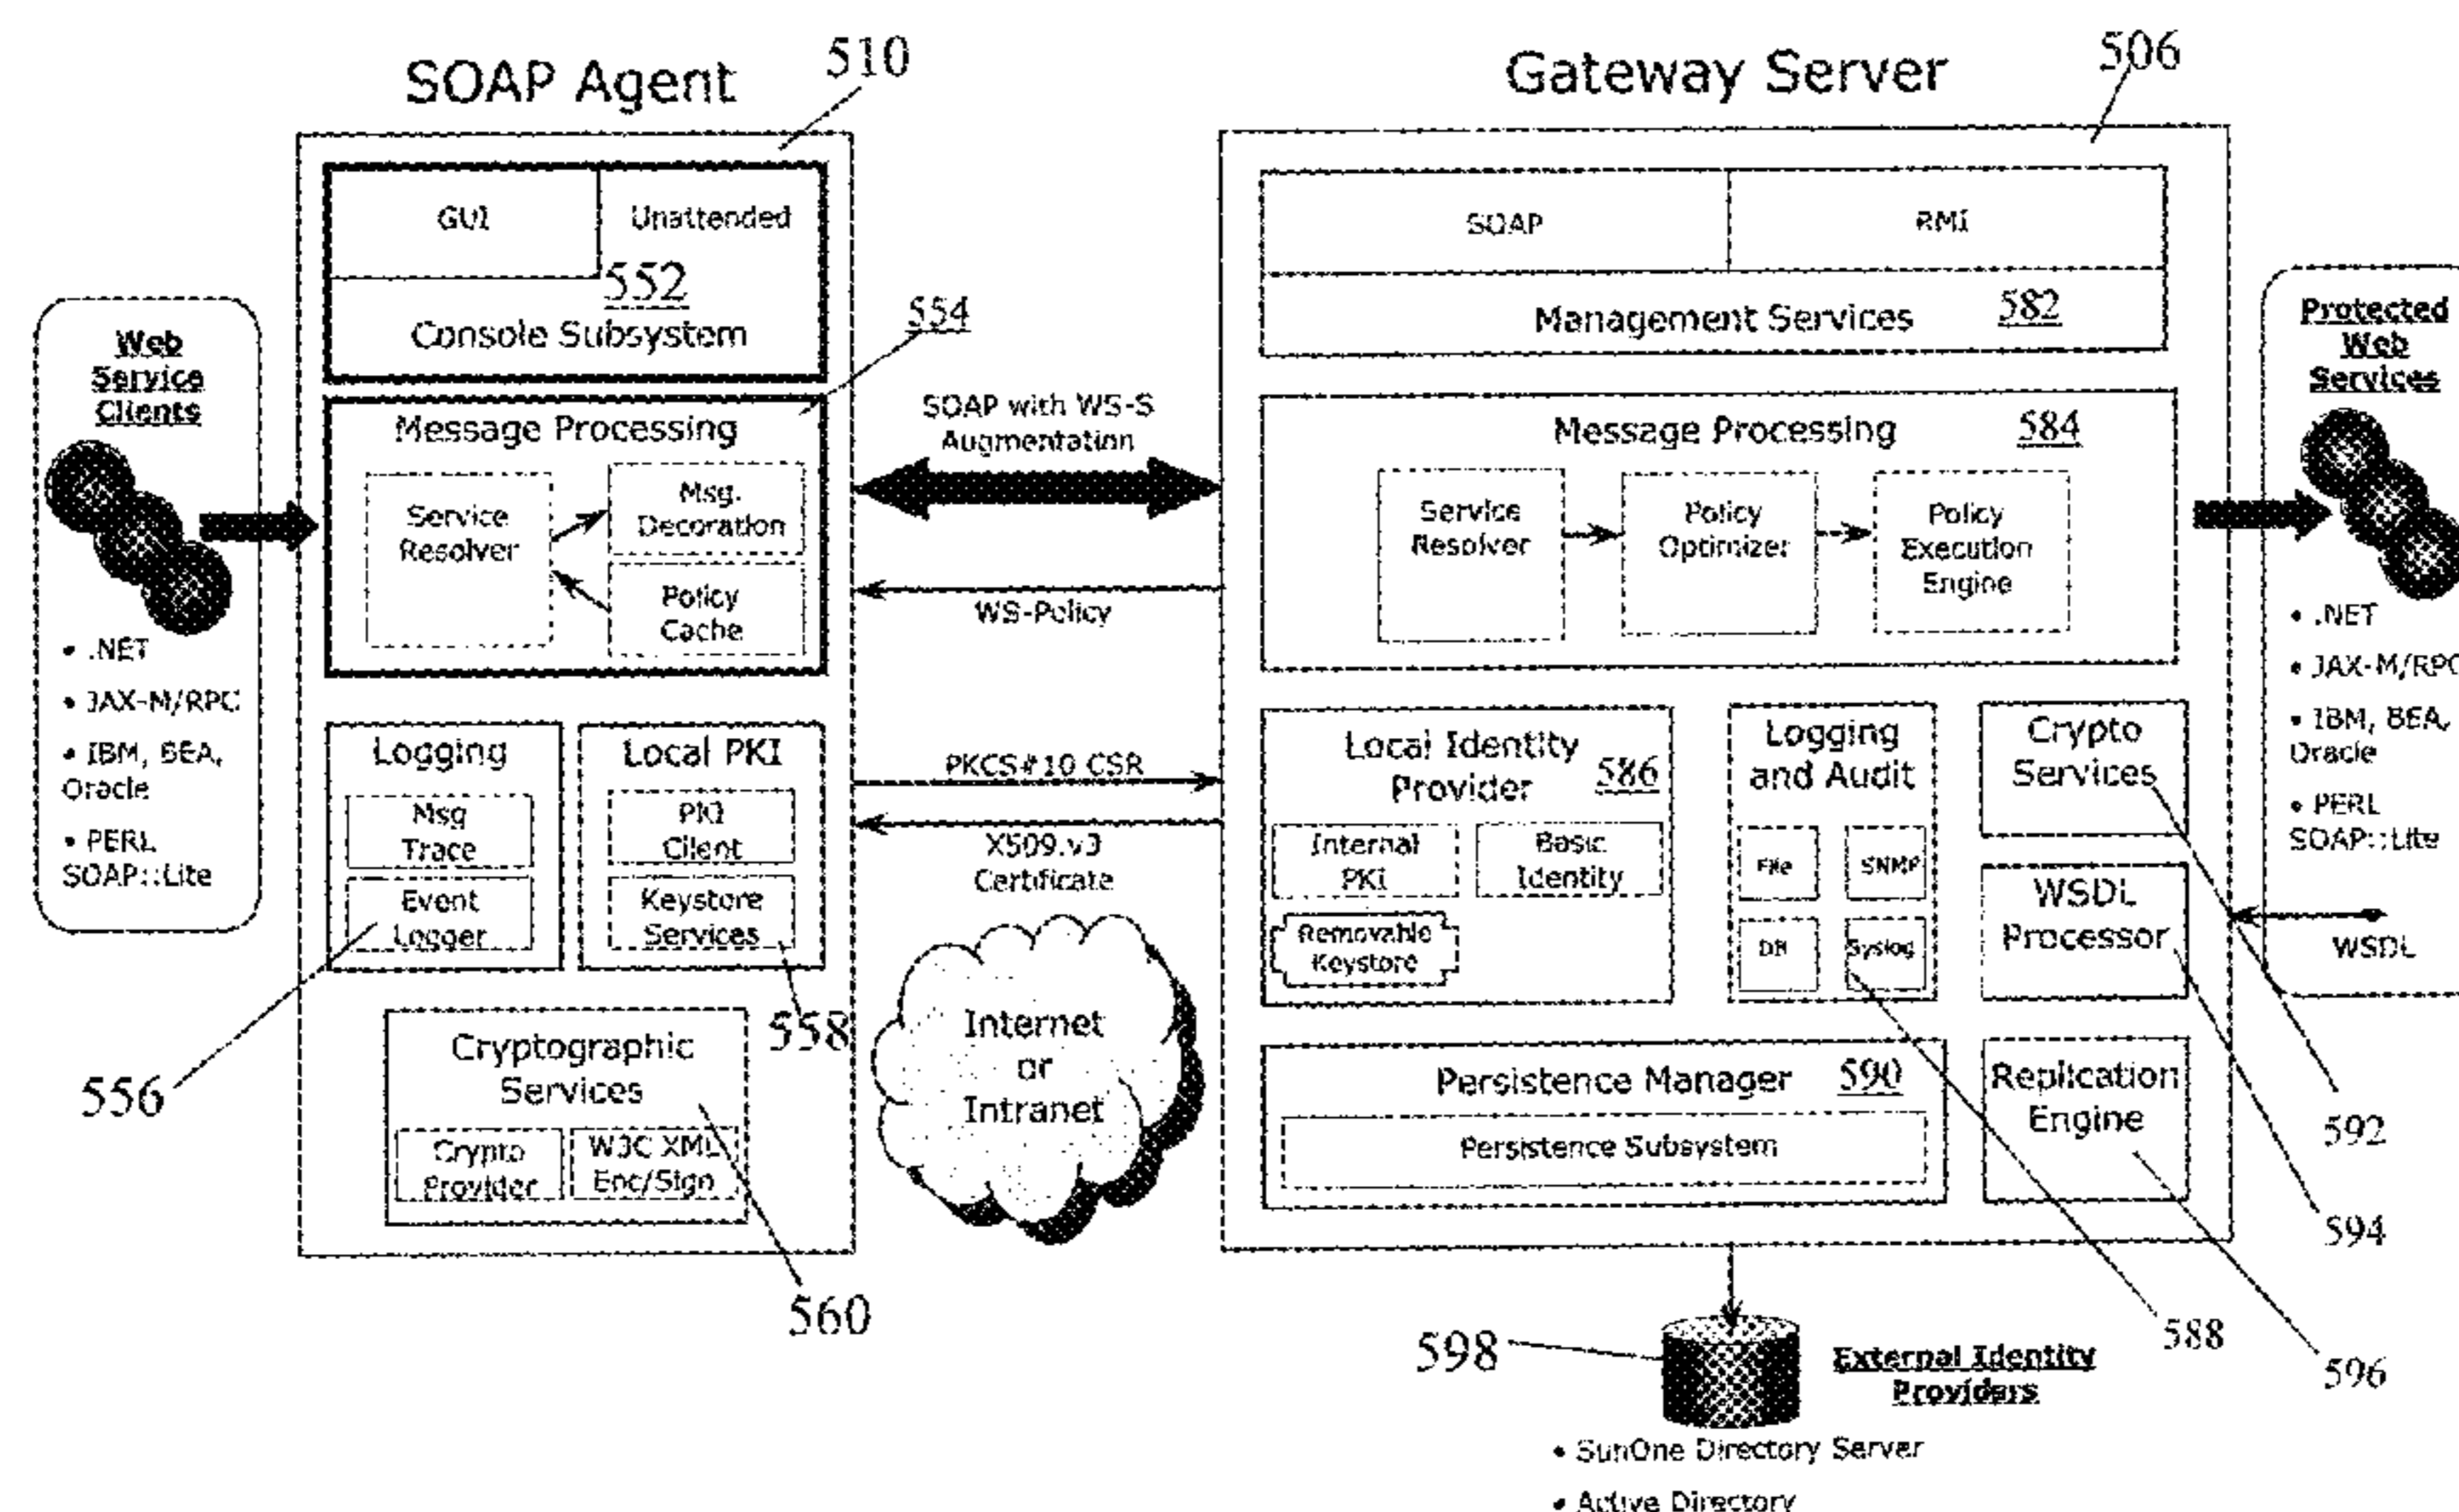 SOAP Agent
510
Gateway Server
506
Web
Service
Clients
• .NET
• JAX-M/RPC
• IBM, BEA,
Oracle
• PERL
SOAP::Lite
GUI
Unattended
552
Console Subsystem
554
Message Processing
Service
Resolver
Msg.
Decoration
Policy
Cache
Logging
Msg
Trace
Event
Logger
556
Local PKI
PKI
Client
Keystore
Services
558
Cryptographic
Services
Crypto
Provider
W3C XML
Enc/Sign
560
SOAP with WS-S
Augmentation
WS-Policy
PKCS#10 CSR
X509.v3
Certificate
Internet
or
Intranet
SOAP
RMI
Management Services 582
Message Processing 584
Service
Resolver
Policy
Optimizer
Policy
Execution
Engine
Local Identity
Provider 586
Internal
PKI
Basic
Identity
Removable
Keystore
Logging
and Audit
File
SNMP
DB
Syslog
Crypto
Services
WSDL
Processor
Persistence Manager 590
Persistence Subsystem
Replication
Engine
Protected
Web
Services
• .NET
• JAX-M/RPC
• IBM, BEA,
Oracle
• PERL
SOAP::Lite
WSDL
592
594
588
596
598
External Identity
Providers
• SunOne Directory Server
• Active Directory